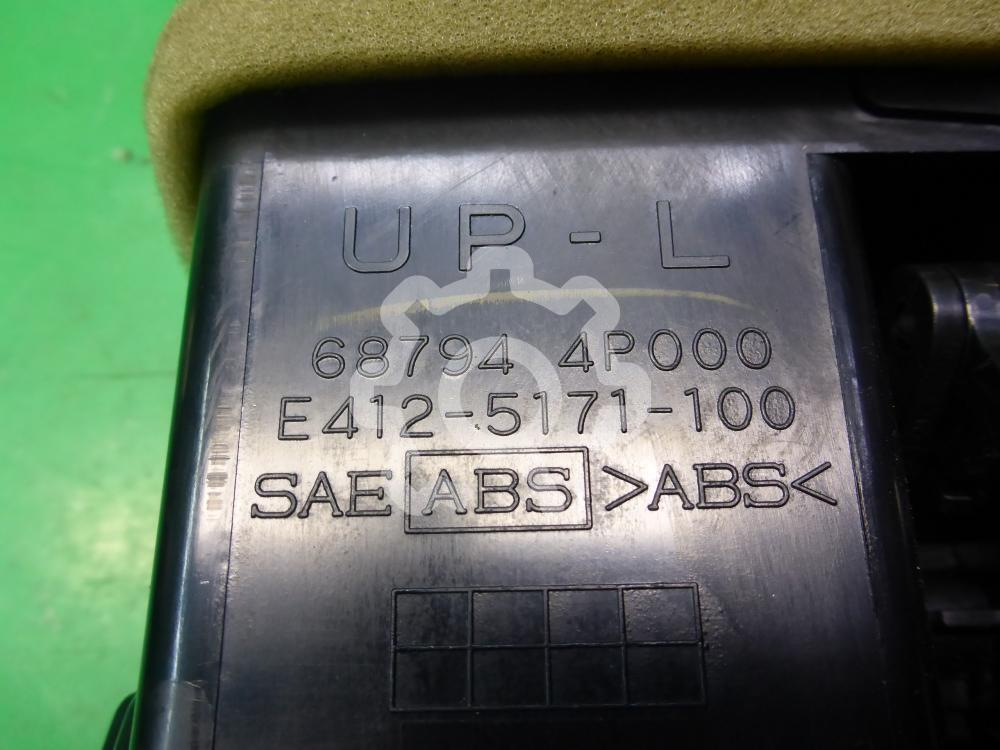 UP-L
68794 4P000
E412-5171-100
SAE ABS >ABS<